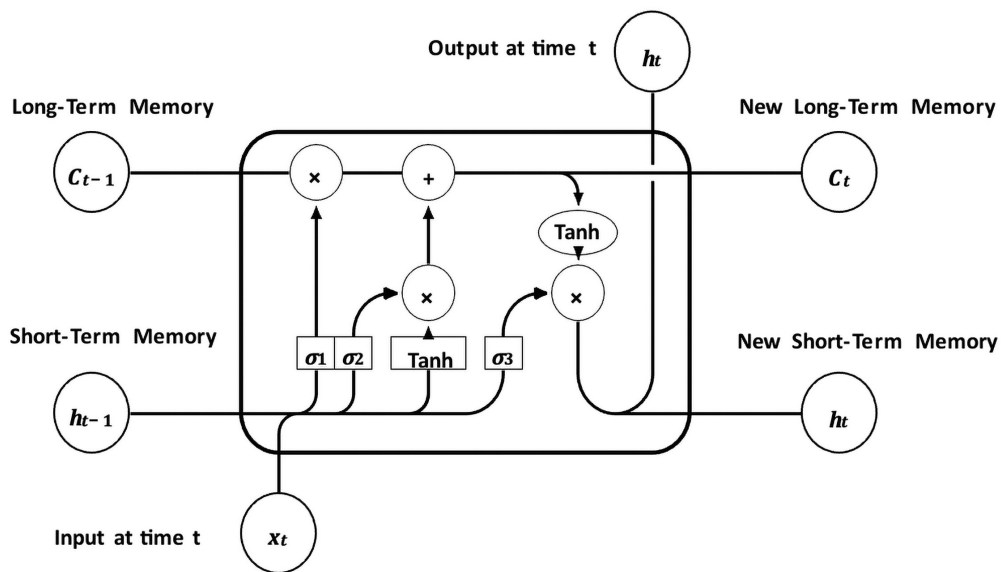 Output at time t
hₜ
Long-Term Memory
New Long-Term Memory
Cₜ₋₁
×
+
Cₜ
Tanh
×
×
Short-Term Memory
New Short-Term Memory
σ1
σ2
Tanh
σ3
hₜ₋₁
hₜ
Input at time t
xₜ